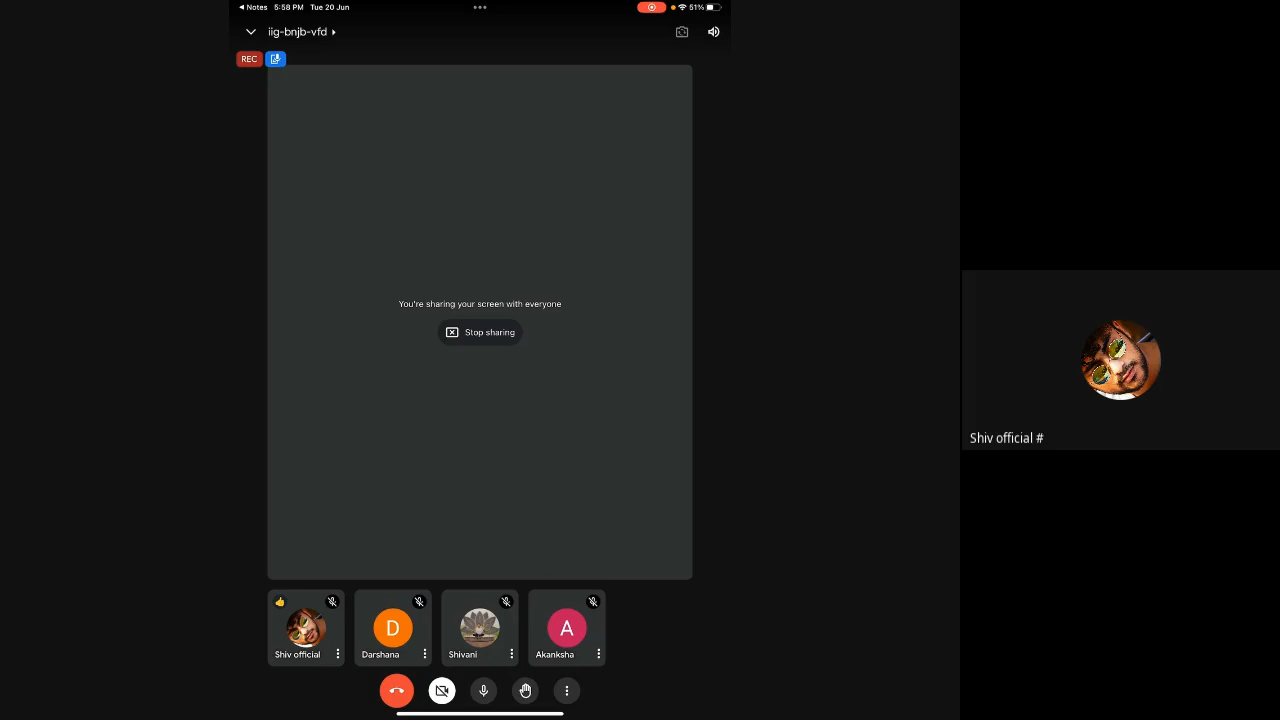 Notes 5:58 PM Tue 20 Jun 51%
iig-bnjb-vfd
REC
You're sharing your screen with everyone
Stop sharing
D A
Shiv official Darshana Shivani Akanksha
Shiv official #